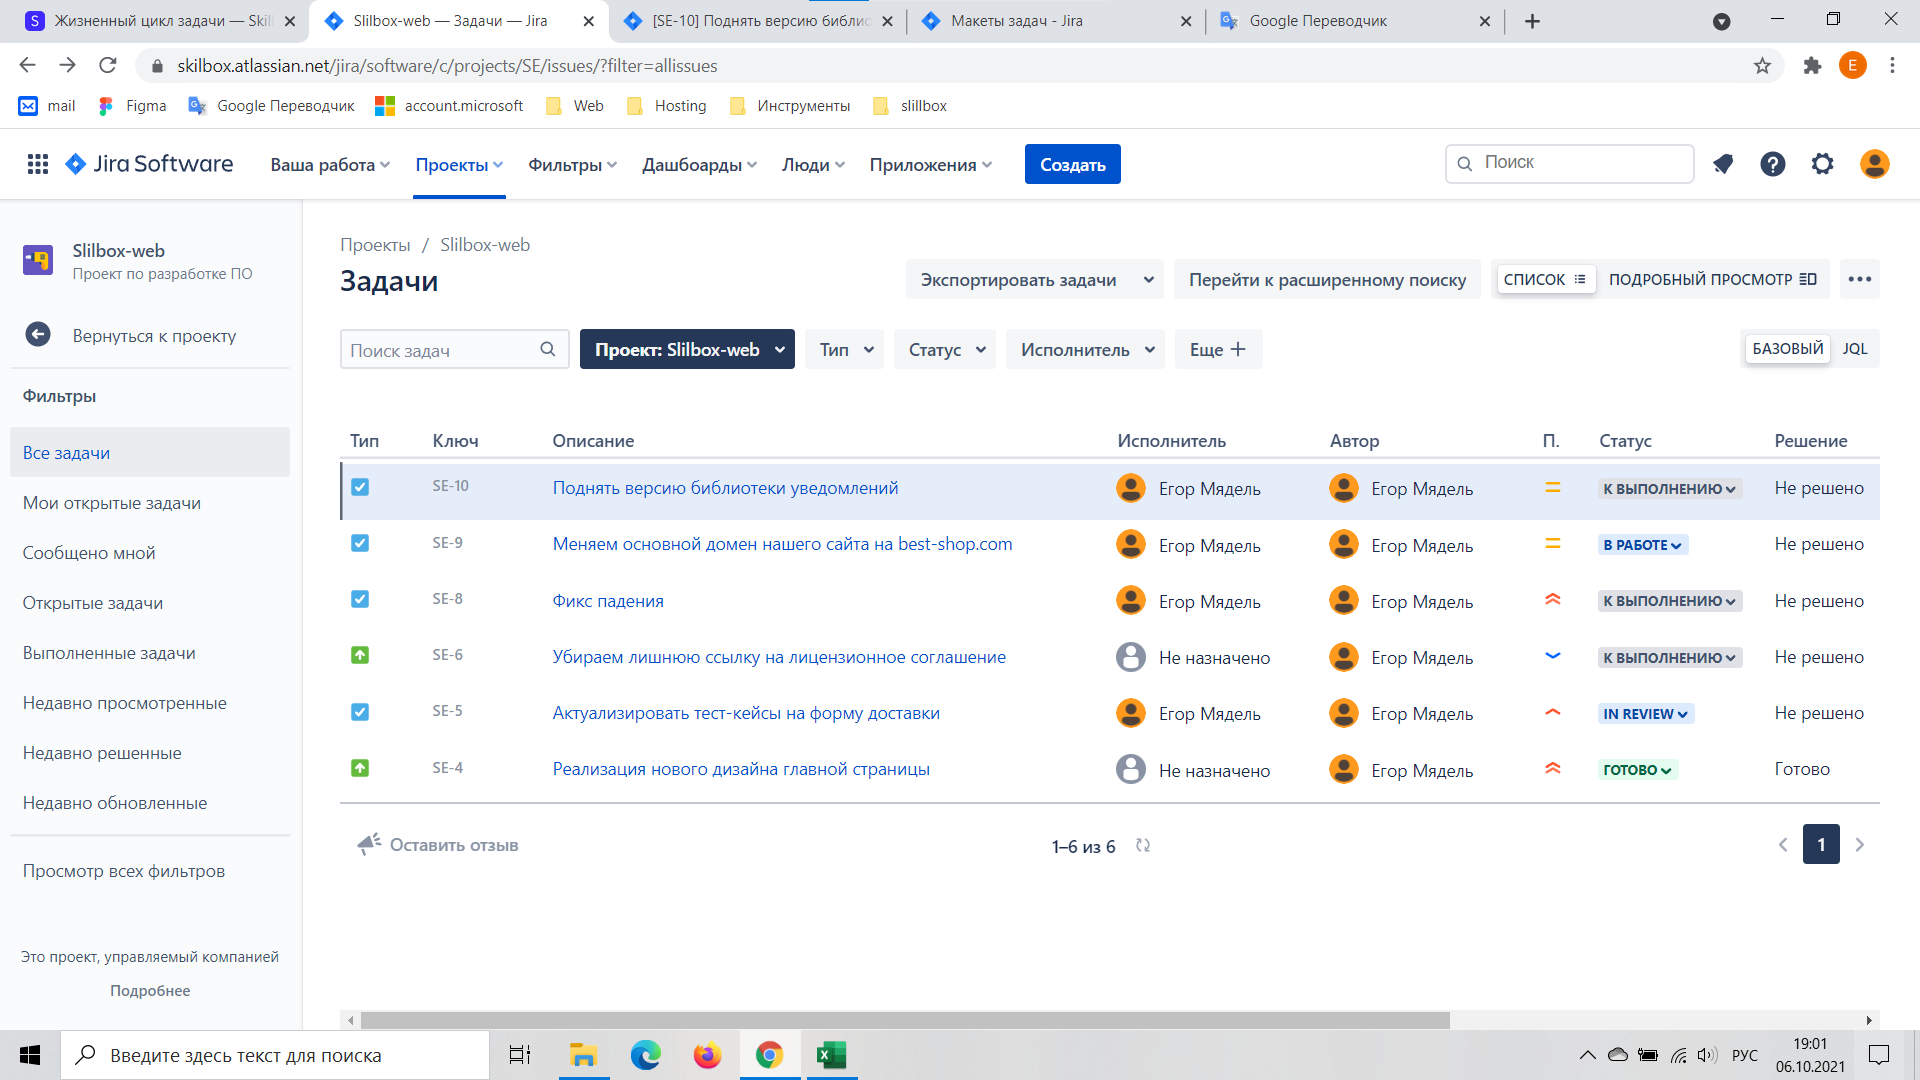 Жизненный цикл задачи — Skil
Slilbox-web — Задачи — Jira
[SE-10] Поднять версию библио
Макеты задач - Jira
Google Переводчик
skilbox.atlassian.net/jira/software/c/projects/SE/issues/?filter=allissues
E
mail
Figma
Google Переводчик
account.microsoft
Web
Hosting
Инструменты
slillbox
Jira Software
Ваша работа
Проекты
Фильтры
Дашбоарды
Люди
Приложения
Создать
Поиск
Slilbox-web
Проект по разработке ПО
Вернуться к проекту
Фильтры
Все задачи
Мои открытые задачи
Сообщено мной
Открытые задачи
Выполненные задачи
Недавно просмотренные
Недавно решенные
Недавно обновленные
Просмотр всех фильтров
Это проект, управляемый компанией
Подробнее
Проекты / Slilbox-web
Задачи
Экспортировать задачи
Перейти к расширенному поиску
СПИСОК
ПОДРОБНЫЙ ПРОСМОТР
Поиск задач
Проект: Slilbox-web
Тип
Статус
Исполнитель
Еще
БАЗОВЫЙ
JQL
Тип Ключ Описание Исполнитель Автор П. Статус Решение
SE-10 Поднять версию библиотеки уведомлений Егор Мядель Егор Мядель К ВЫПОЛНЕНИЮ Не решено
SE-9 Меняем основной домен нашего сайта на best-shop.com Егор Мядель Егор Мядель В РАБОТЕ Не решено
SE-8 Фикс падения Егор Мядель Егор Мядель К ВЫПОЛНЕНИЮ Не решено
SE-6 Убираем лишнюю ссылку на лицензионное соглашение Не назначено Егор Мядель К ВЫПОЛНЕНИЮ Не решено
SE-5 Актуализировать тест-кейсы на форму доставки Егор Мядель Егор Мядель IN REVIEW Не решено
SE-4 Реализация нового дизайна главной страницы Не назначено Егор Мядель ГОТОВО Готово
Оставить отзыв
1–6 из 6
1
Введите здесь текст для поиска
РУС
19:01
06.10.2021